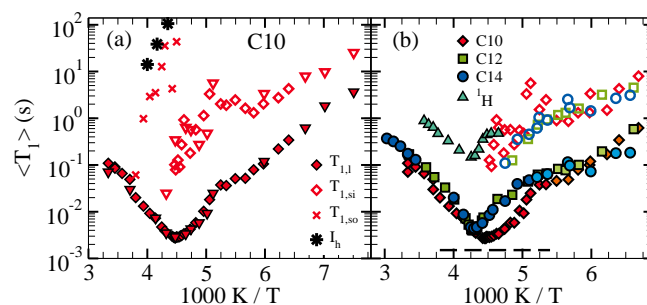 (a)
C10
T1,l
T1,si
T1,so
Ih
<T1> (s)
10^2
10^1
10^0
10^-1
10^-2
10^-3
3 4 5 6 7
1000 K / T
(b)
C10
C12
C14
1H
3 4 5 6
1000 K / T